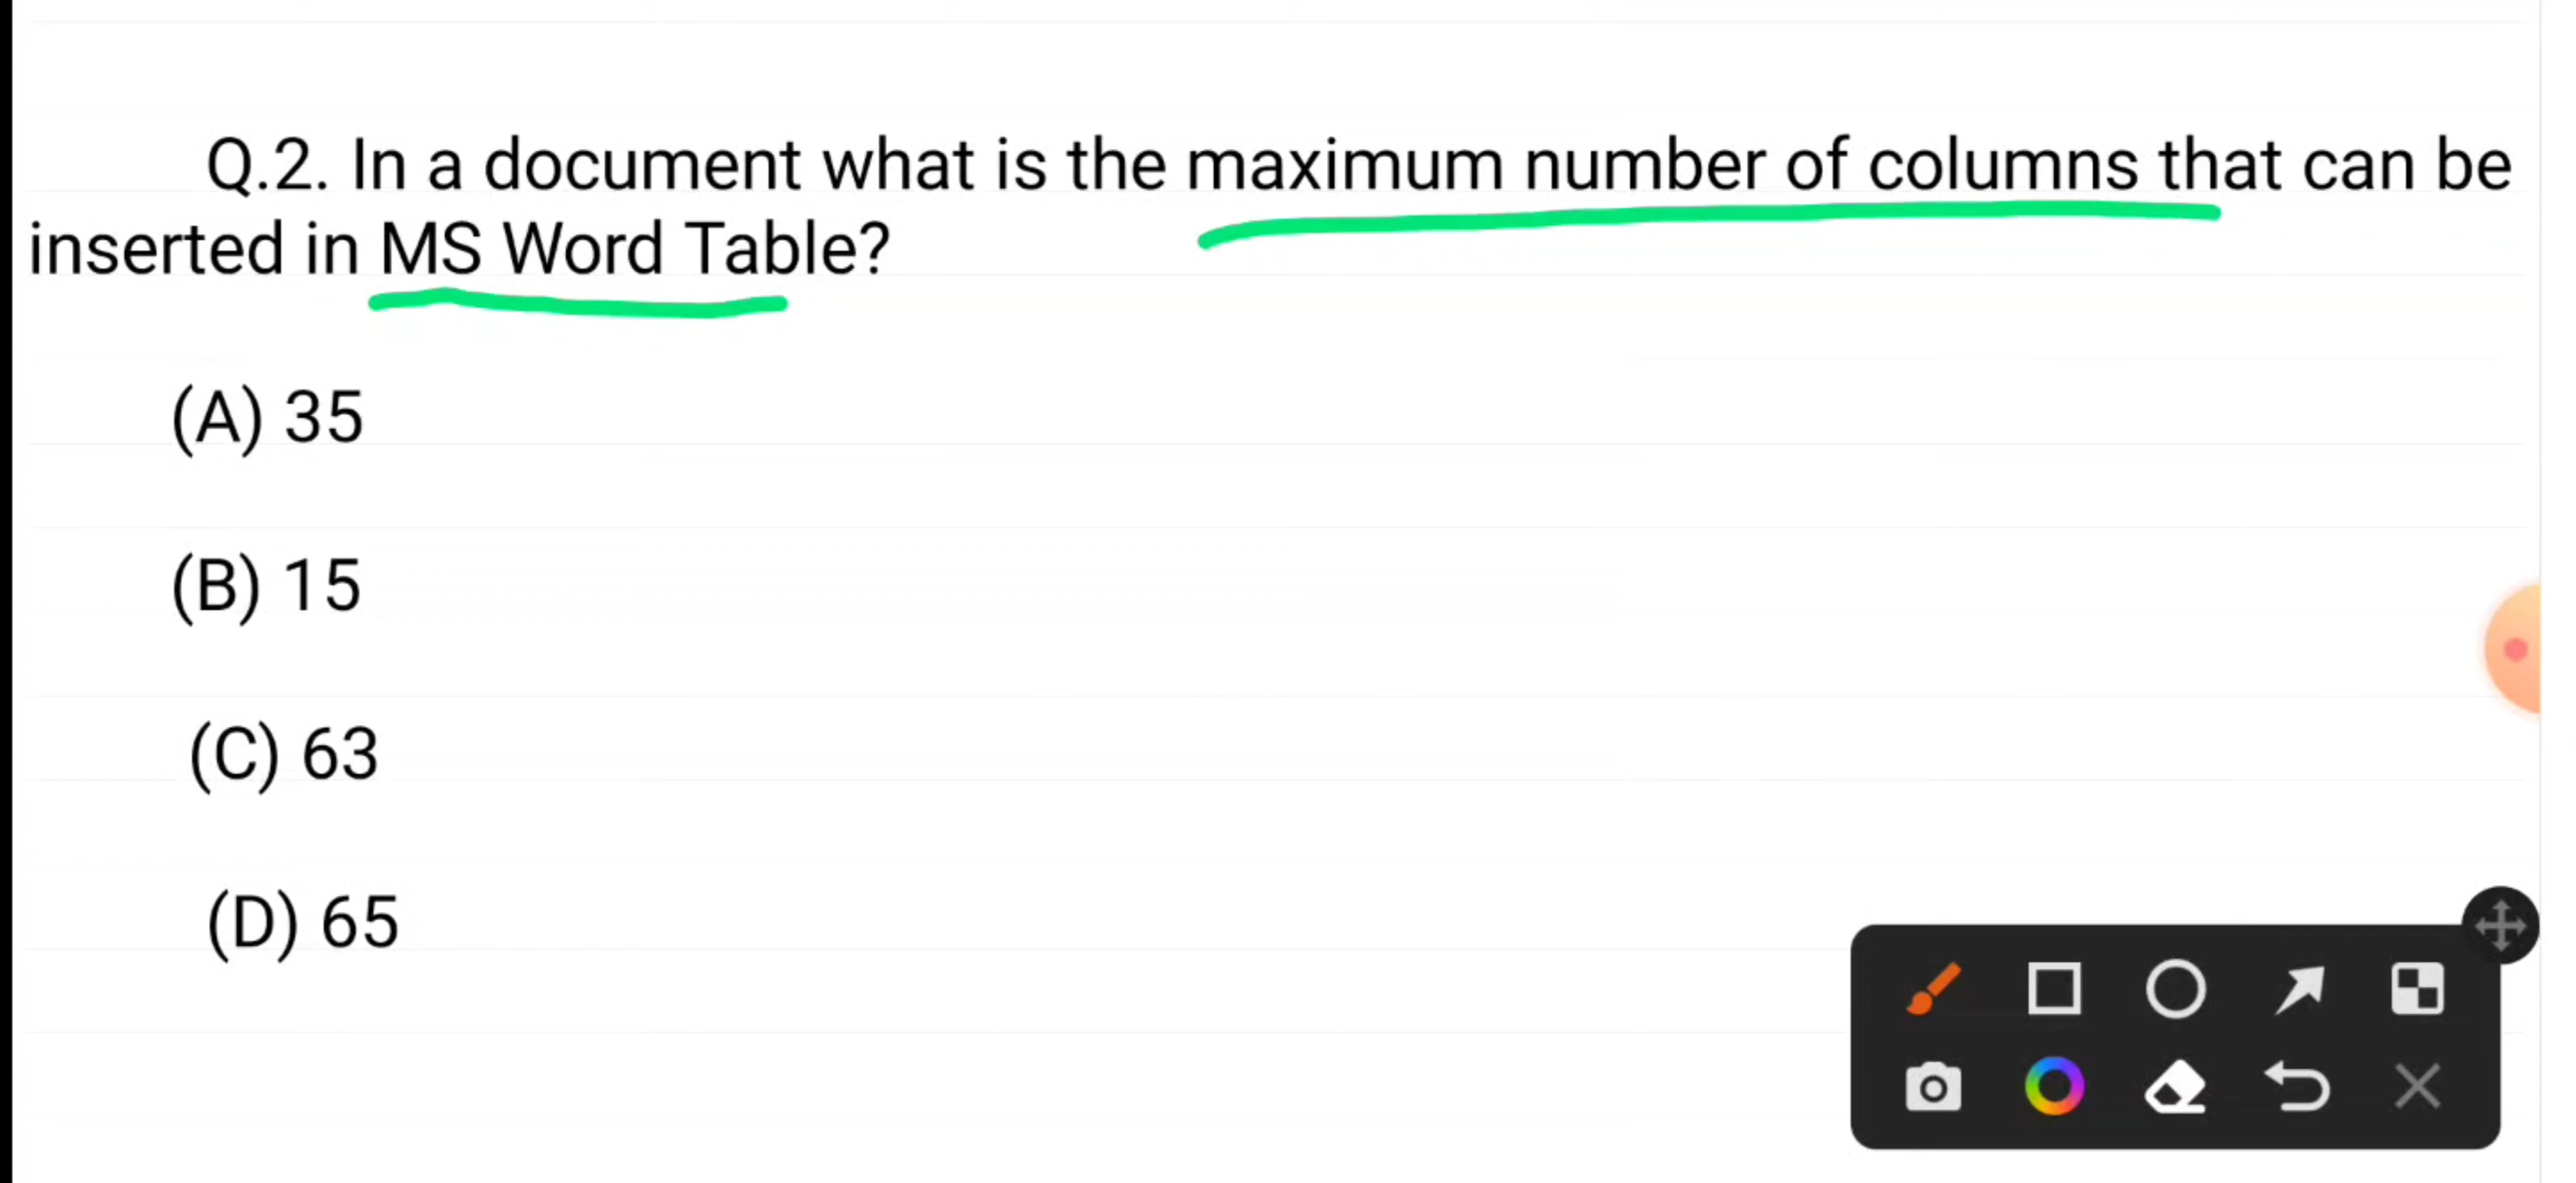 Q.2. In a document what is the maximum number of columns that can be
inserted in MS Word Table?
(A) 35
(B) 15
(C) 63
(D) 65